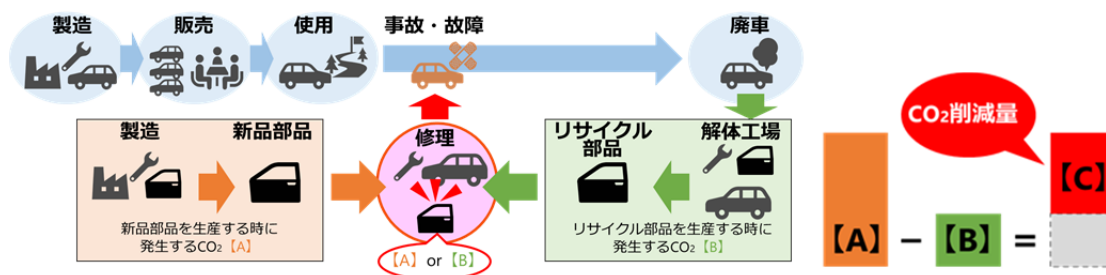 製造
販売
使用
事故・故障
廃車
製造
新品部品
新品部品を生産する時に
発生するCO₂【A】
修理
【A】 or 【B】
リサイクル
部品
解体工場
リサイクル部品を生産する時に
発生するCO₂【B】
CO₂削減量
【A】 − 【B】 =
【C】